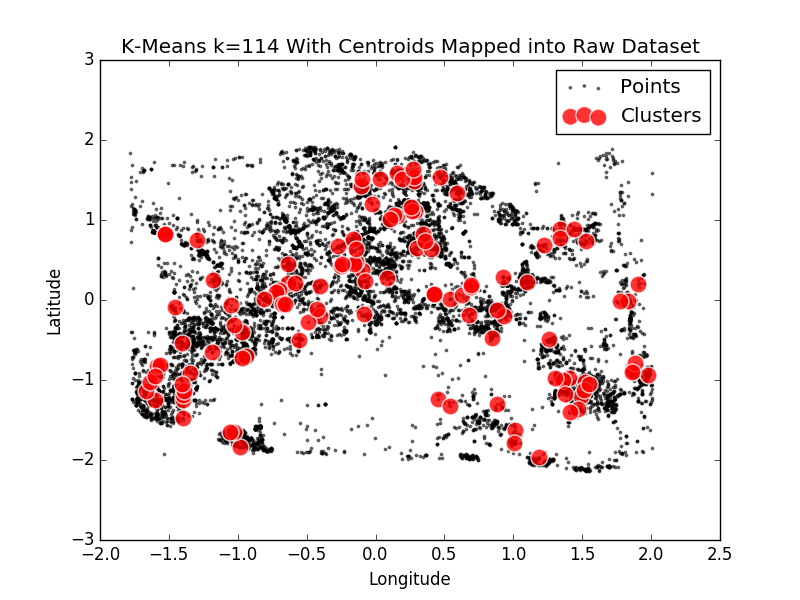 K-Means k=114 With Centroids Mapped into Raw Dataset
Points
Clusters
3
2
1
0
−1
−2
−3
Latitude
−2.0 −1.5 −1.0 −0.5 0.0 0.5 1.0 1.5 2.0 2.5
Longitude